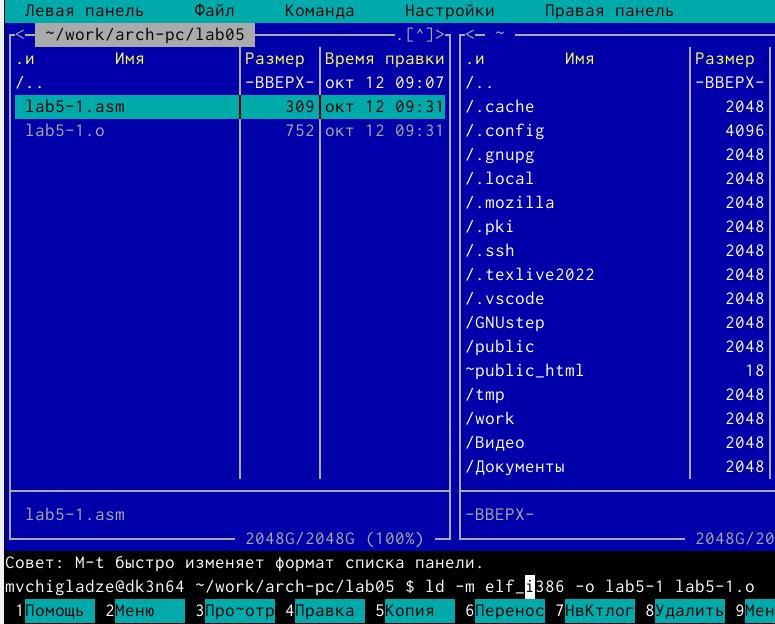 Левая панель Файл Команда Настройки Правая панель
<─ ~/work/arch-pc/lab05 .[^]> <─ ~
.и Имя Размер Время правки .и Имя Размер
/.. -ВВЕРХ- окт 12 09:07 /.. -ВВЕРХ-
lab5-1.asm 309 окт 12 09:31 /.cache 2048
lab5-1.o 752 окт 12 09:31 /.config 4096
/.gnupg 2048
/.local 2048
/.mozilla 2048
/.pki 2048
/.ssh 2048
/.texlive2022 2048
/.vscode 2048
/GNUstep 2048
/public 2048
~public_html 18
/tmp 2048
/work 2048
/Видео 2048
/Документы 2048
lab5-1.asm -ВВЕРХ-
2048G/2048G (100%) 2048G/20
Совет: M-t быстро изменяет формат списка панели.
mvchigladze@dk3n64 ~/work/arch-pc/lab05 $ ld -m elf_i386 -o lab5-1 lab5-1.o
1Помощь 2Меню 3Про~отр 4Правка 5Копия 6Перенос 7НвКтлог 8Удалить 9Мен